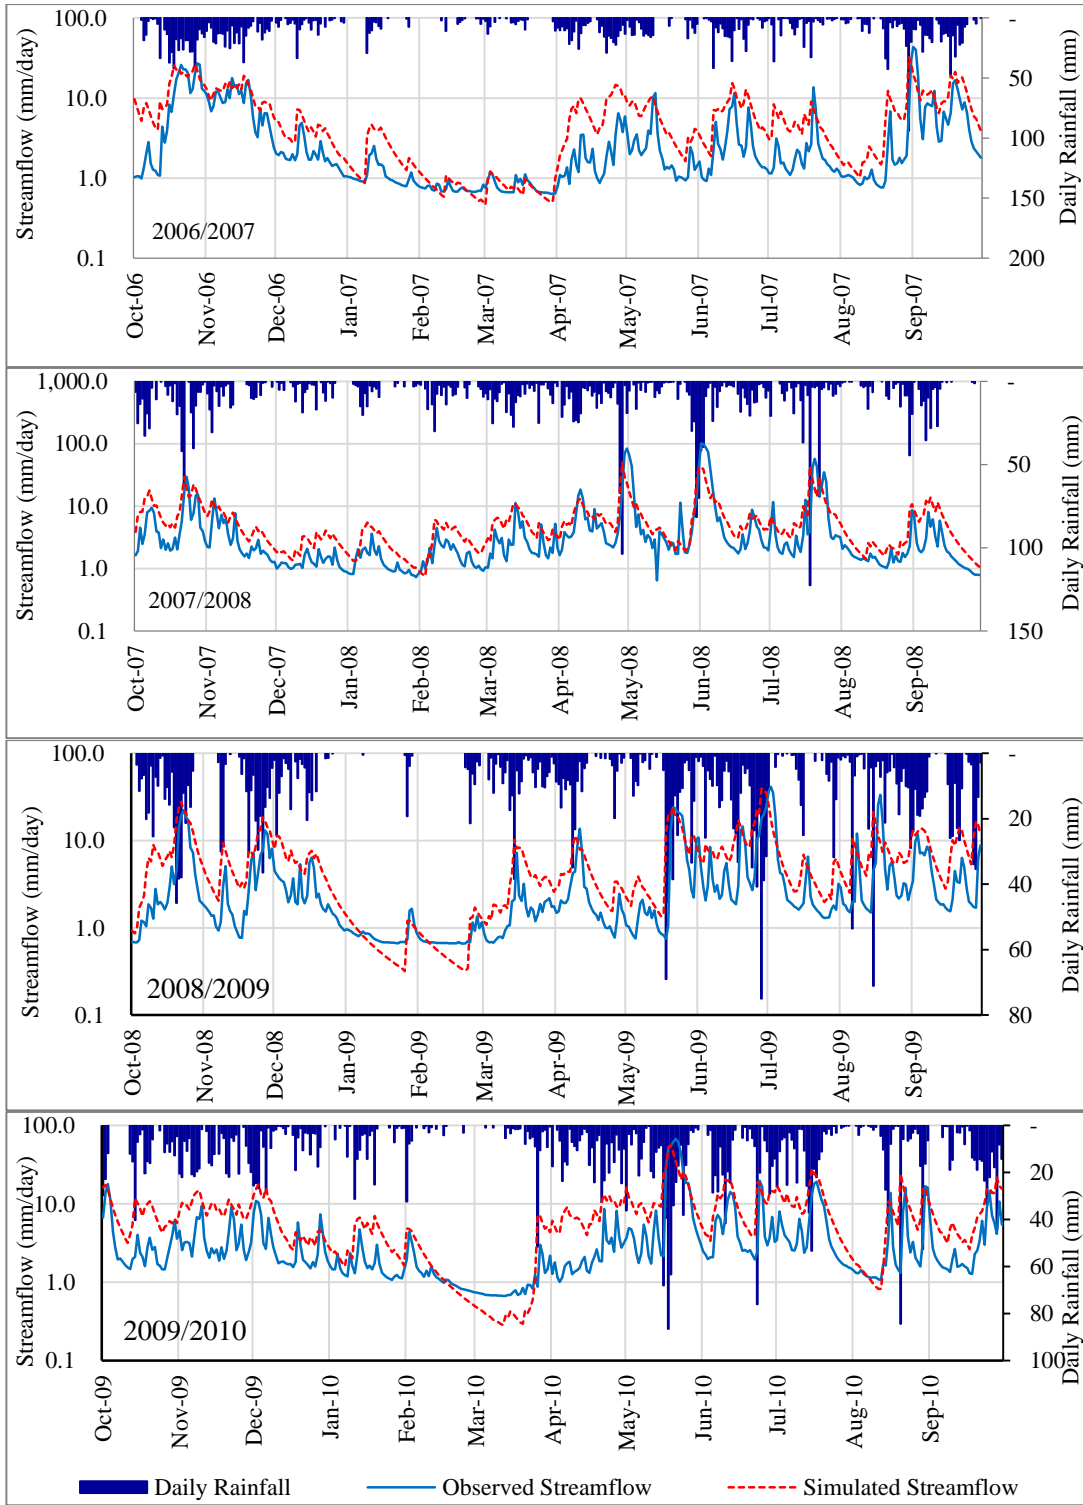 Streamflow (mm/day)
100.0
10.0
1.0
0.1
2006/2007
-
50
100
150
200
Daily Rainfall (mm)
Oct-06
Nov-06
Dec-06
Jan-07
Feb-07
Mar-07
Apr-07
May-07
Jun-07
Jul-07
Aug-07
Sep-07
Streamflow (mm/day)
1,000.0
100.0
10.0
1.0
0.1
2007/2008
-
50
100
150
Daily Rainfall (mm)
Oct-07
Nov-07
Dec-07
Jan-08
Feb-08
Mar-08
Apr-08
May-08
Jun-08
Jul-08
Aug-08
Sep-08
Streamflow (mm/day)
100.0
10.0
1.0
0.1
2008/2009
-
20
40
60
80
Daily Rainfall (mm)
Oct-08
Nov-08
Dec-08
Jan-09
Feb-09
Mar-09
Apr-09
May-09
Jun-09
Jul-09
Aug-09
Sep-09
Streamflow (mm/day)
100.0
10.0
1.0
0.1
2009/2010
-
20
40
60
80
100
Daily Rainfall (mm)
Oct-09
Nov-09
Dec-09
Jan-10
Feb-10
Mar-10
Apr-10
May-10
Jun-10
Jul-10
Aug-10
Sep-10
Daily Rainfall
Observed Streamflow
Simulated Streamflow